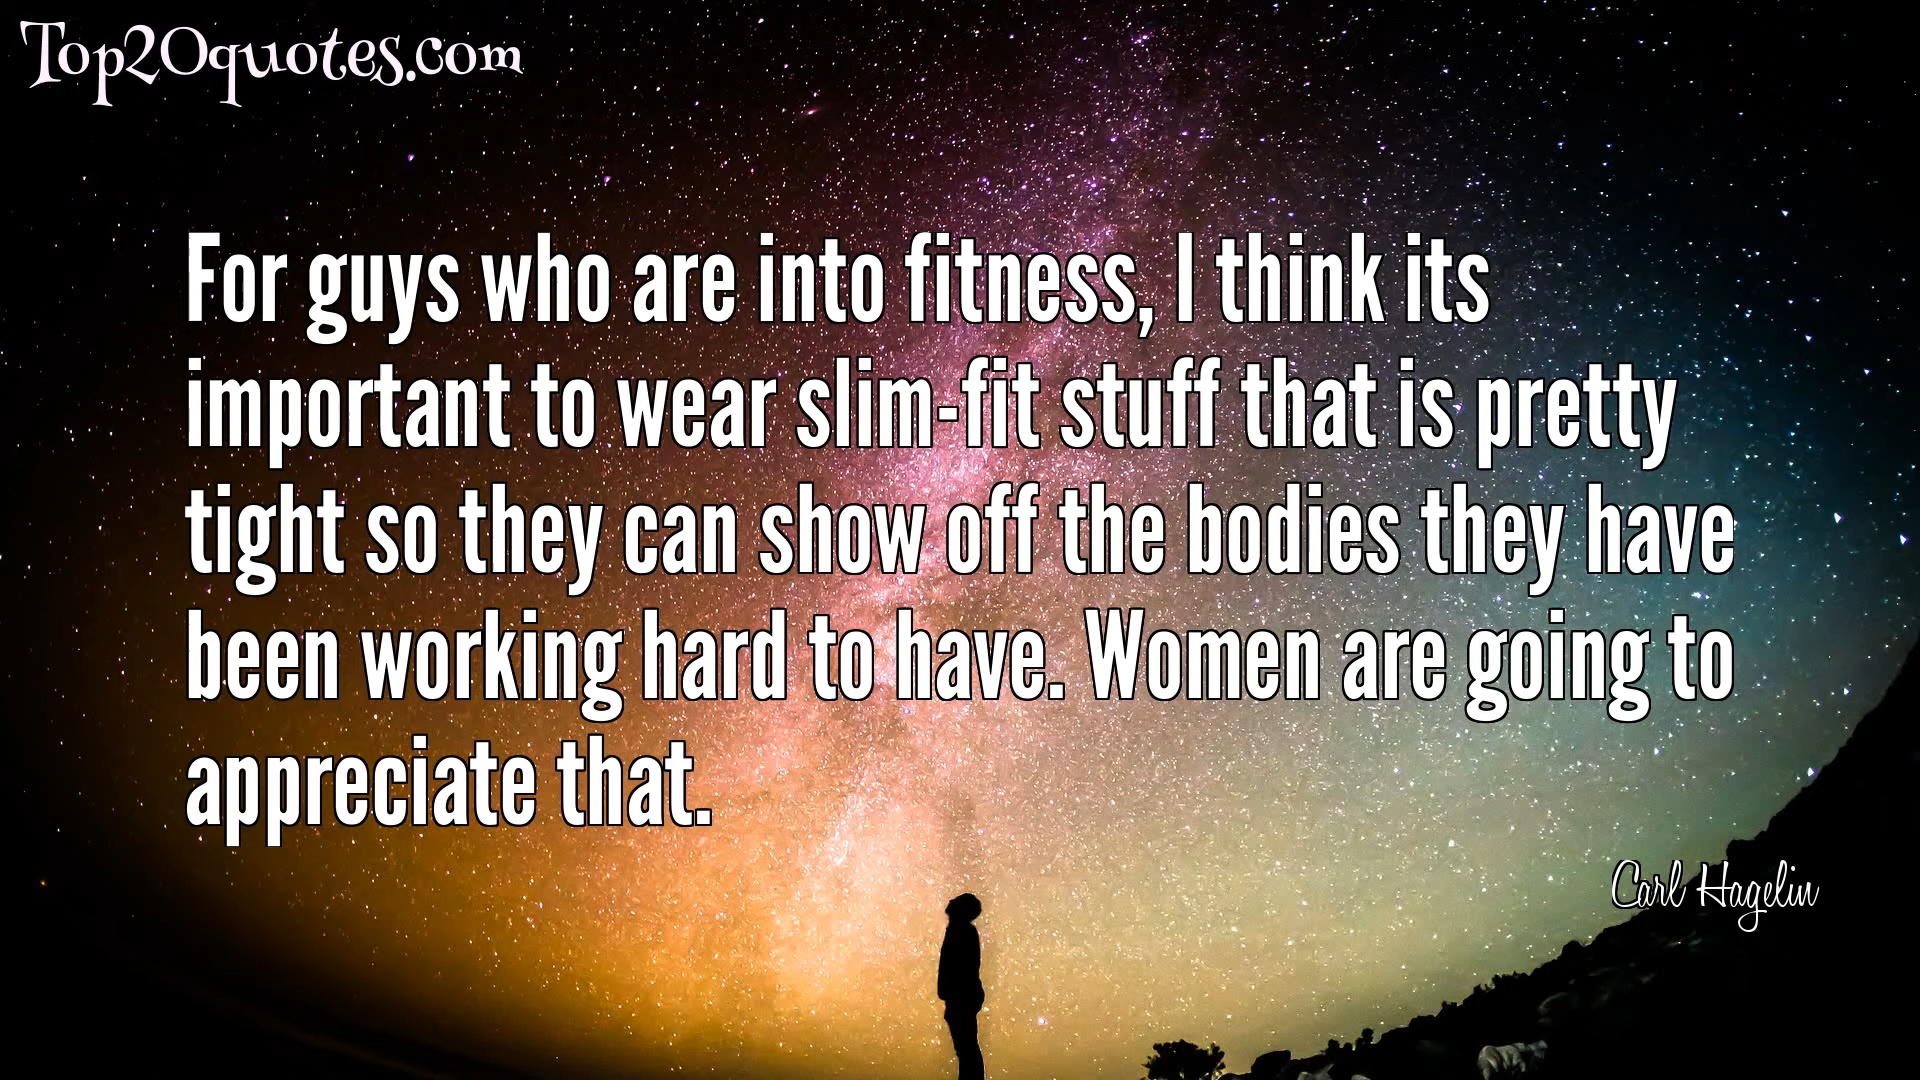 Top20quotes.com
For guys who are into fitness, I think its
important to wear slim-fit stuff that is pretty
tight so they can show off the bodies they have
been working hard to have. Women are going to
appreciate that.
Carl Hagelin